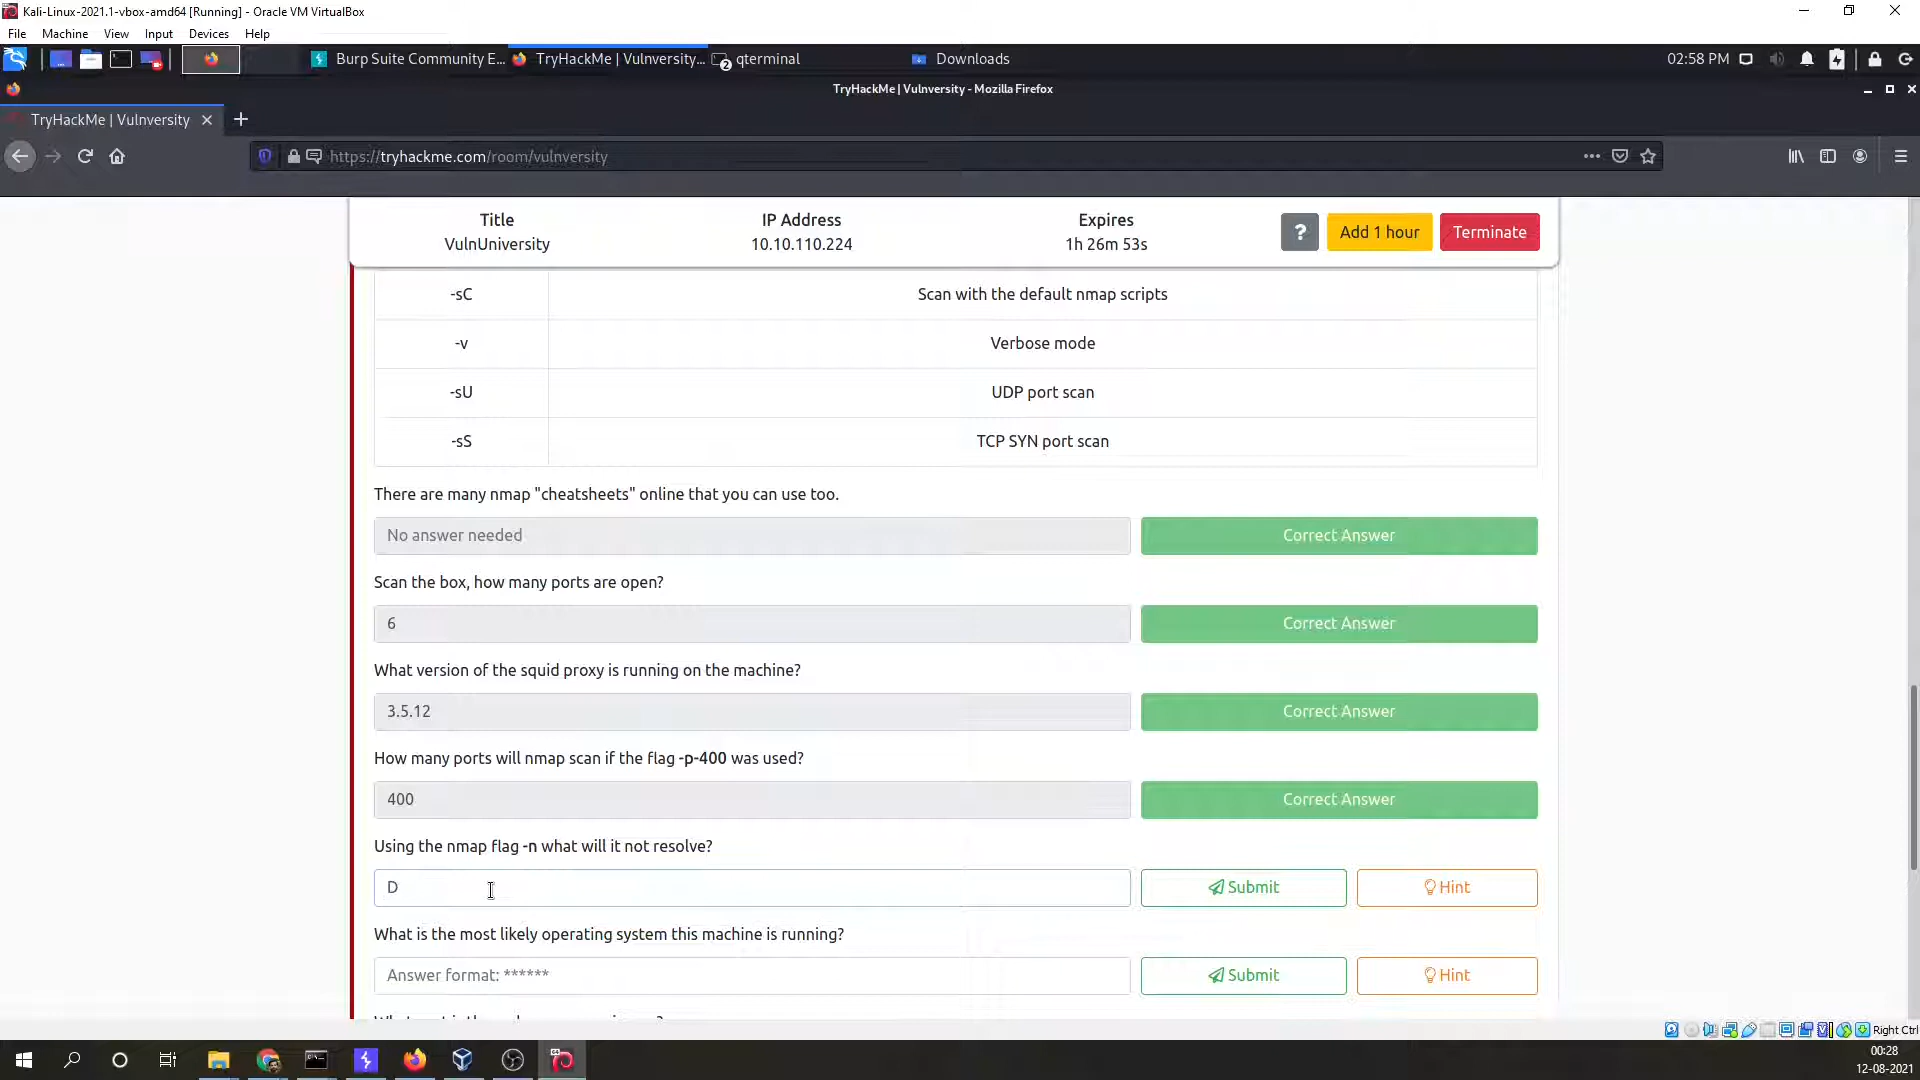 Kali-Linux-2021.1-vbox-amd64 [Running] - Oracle VM VirtualBox
File Machine View Input Devices Help
Burp Suite Community E... TryHackMe | Vulnversity... 2 qterminal Downloads 02:58 PM
TryHackMe | Vulnversity - Mozilla Firefox
TryHackMe | Vulnversity
https://tryhackme.com/room/vulnversity
Title IP Address Expires
VulnUniversity 10.10.110.224 1h 26m 53s ? Add 1 hour Terminate
-sC Scan with the default nmap scripts
-v Verbose mode
-sU UDP port scan
-sS TCP SYN port scan
There are many nmap "cheatsheets" online that you can use too.
No answer needed Correct Answer
Scan the box, how many ports are open?
6 Correct Answer
What version of the squid proxy is running on the machine?
3.5.12 Correct Answer
How many ports will nmap scan if the flag -p-400 was used?
400 Correct Answer
Using the nmap flag -n what will it not resolve?
D Submit Hint
What is the most likely operating system this machine is running?
Answer format: ****** Submit Hint
Right Ctrl
00:28
12-08-2021